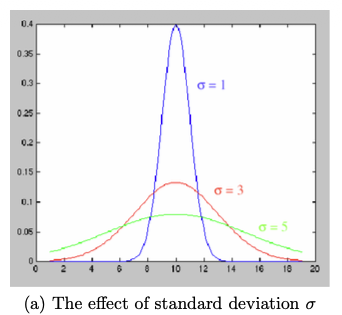 0.4
0.35
0.3
0.25
0.2
0.15
0.1
0.05
0
σ = 1
σ = 3
σ = 5
0 2 4 6 8 10 12 14 16 18 20
(a) The effect of standard deviation σ